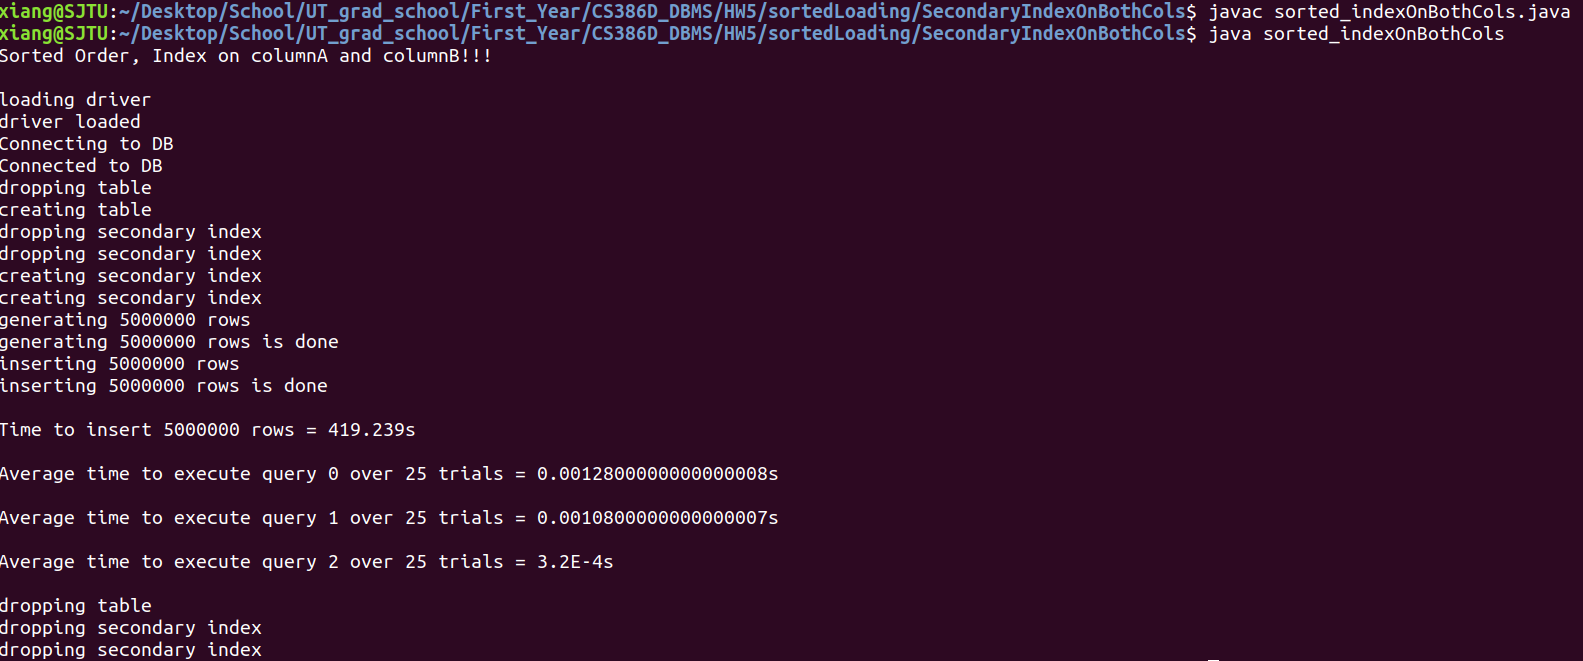 xiang@SJTU:~/Desktop/School/UT_grad_school/First_Year/CS386D_DBMS/HW5/sortedLoading/SecondaryIndexOnBothCols$ javac sorted_indexOnBothCols.java
xiang@SJTU:~/Desktop/School/UT_grad_school/First_Year/CS386D_DBMS/HW5/sortedLoading/SecondaryIndexOnBothCols$ java sorted_indexOnBothCols
Sorted Order, Index on columnA and columnB!!!
loading driver
driver loaded
Connecting to DB
Connected to DB
dropping table
creating table
dropping secondary index
dropping secondary index
creating secondary index
creating secondary index
generating 5000000 rows
generating 5000000 rows is done
inserting 5000000 rows
inserting 5000000 rows is done
Time to insert 5000000 rows = 419.239s
Average time to execute query 0 over 25 trials = 0.0012800000000000008s
Average time to execute query 1 over 25 trials = 0.0010800000000000007s
Average time to execute query 2 over 25 trials = 3.2E-4s
dropping table
dropping secondary index
dropping secondary index